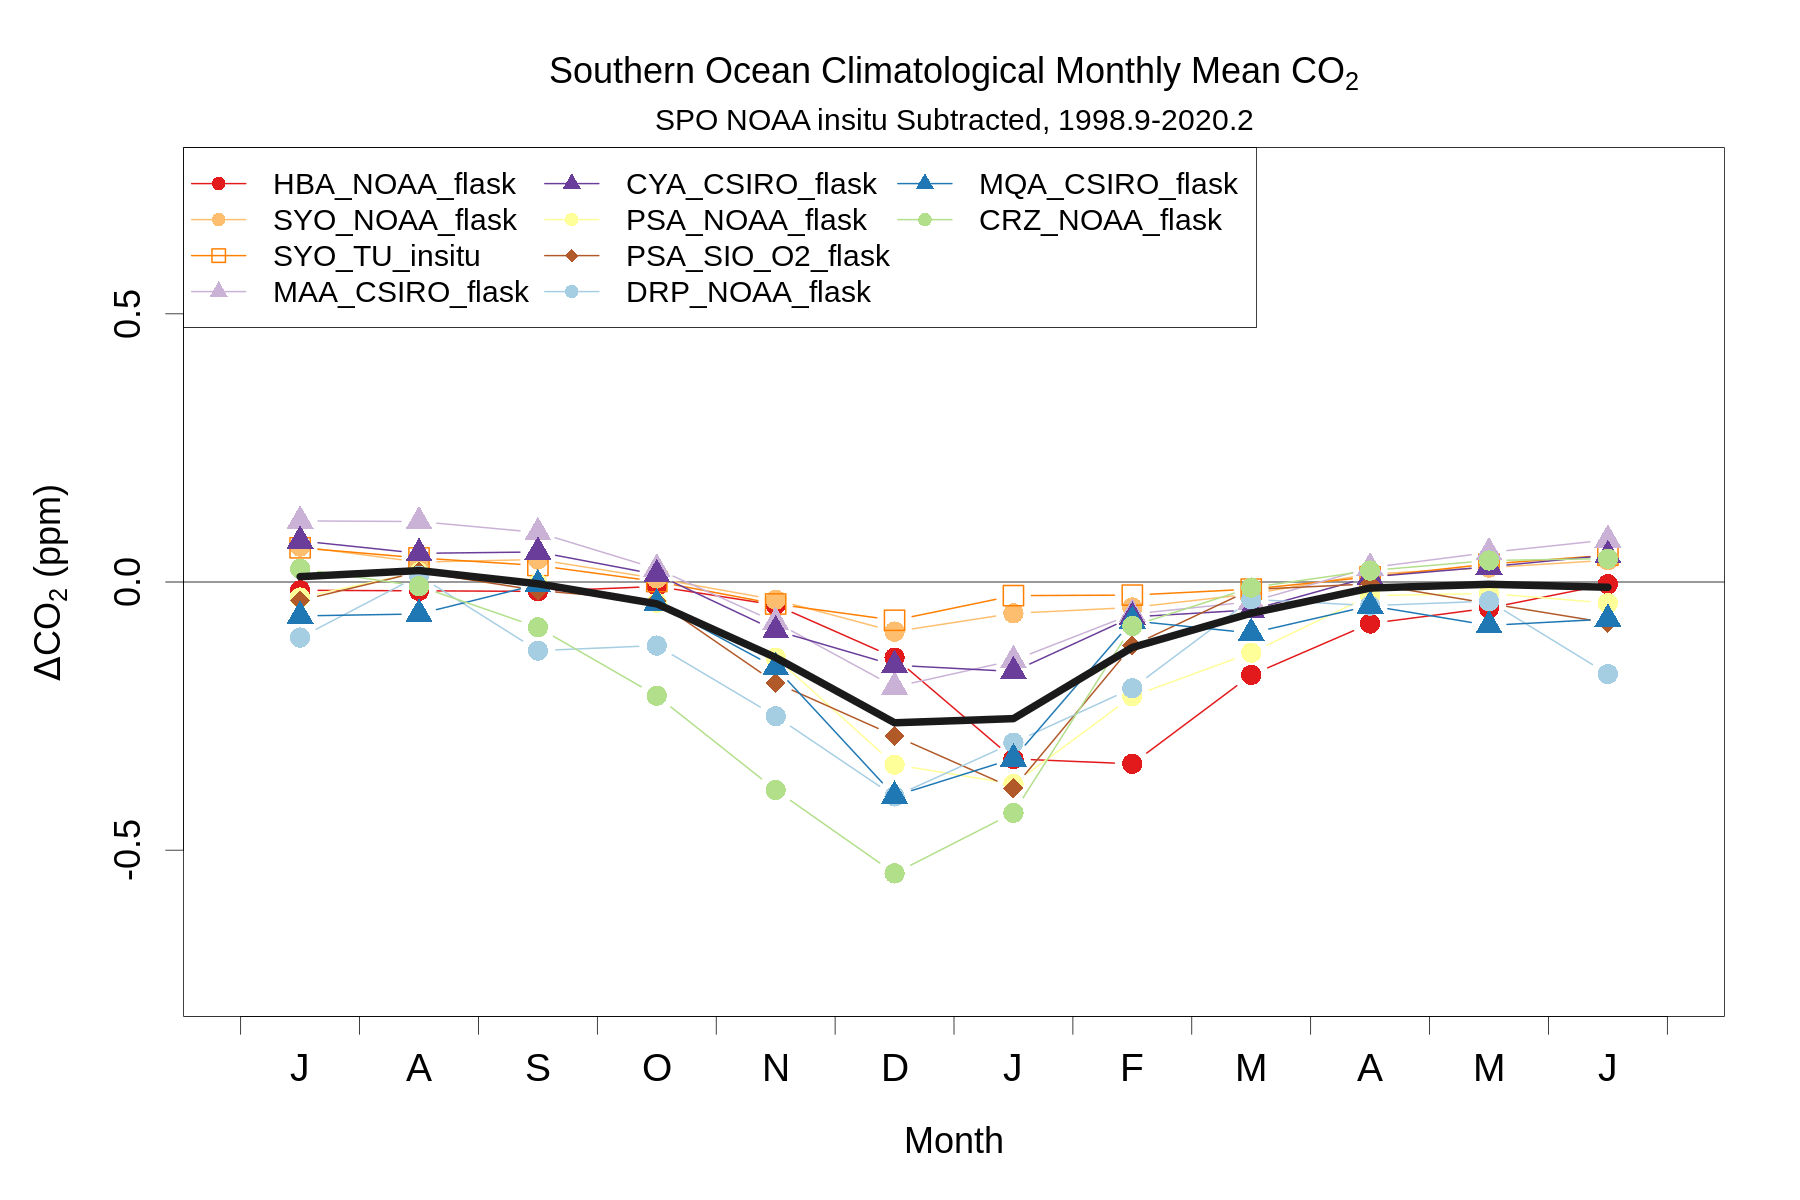 Southern Ocean Climatological Monthly Mean CO₂
SPO NOAA insitu Subtracted, 1998.9-2020.2
HBA_NOAA_flask CYA_CSIRO_flask MQA_CSIRO_flask
SYO_NOAA_flask PSA_NOAA_flask CRZ_NOAA_flask
SYO_TU_insitu PSA_SIO_O2_flask
MAA_CSIRO_flask DRP_NOAA_flask
0.5
0.0
-0.5
ΔCO₂ (ppm)
J A S O N D J F M A M J
Month